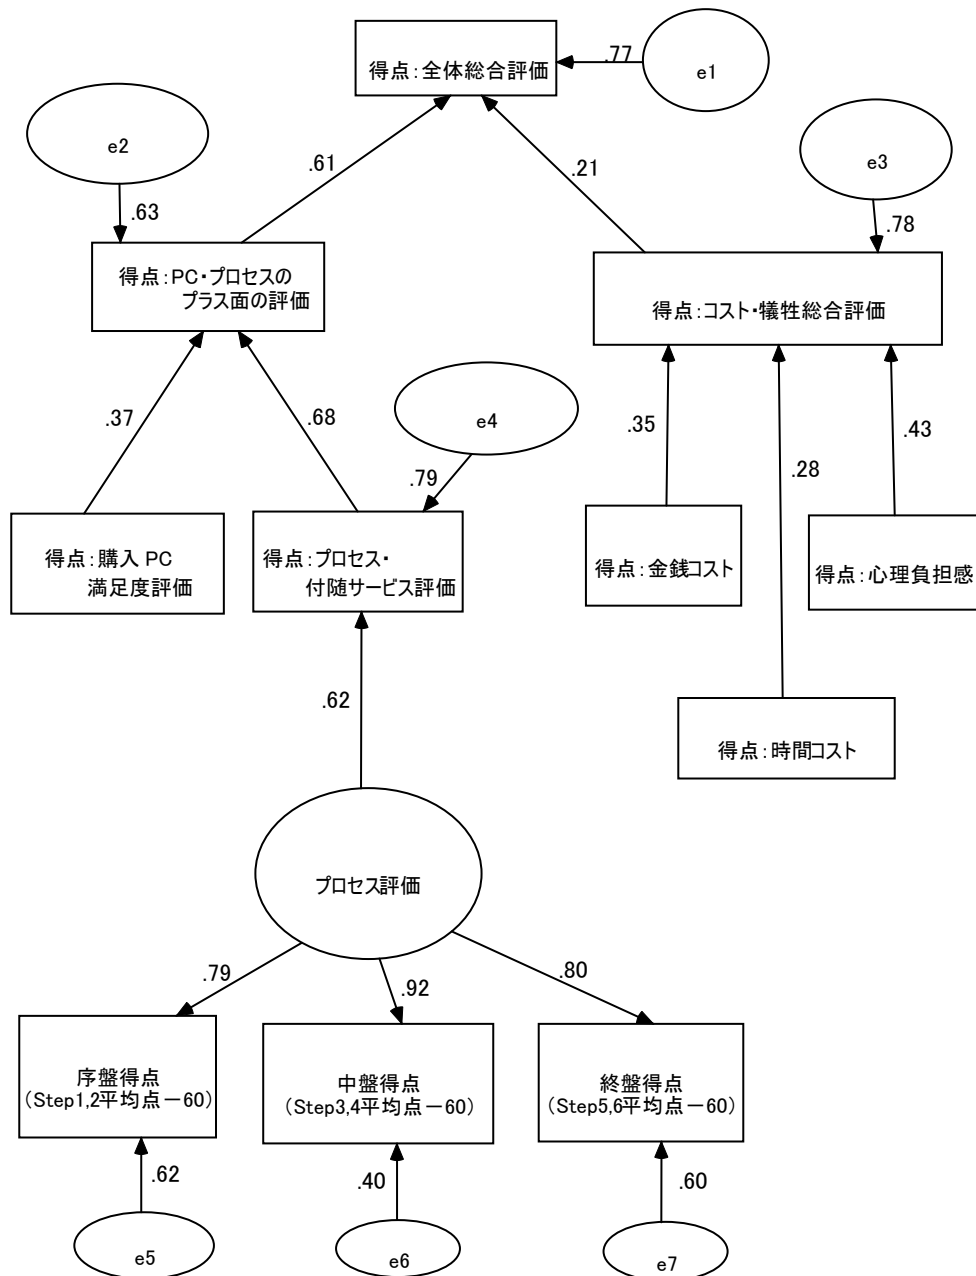 得点:全体総合評価
.77
e1
e2
e3
.61
.21
.63
.78
得点:PC・プロセスの
プラス面の評価
得点:コスト・犠牲総合評価
.37
.68
e4
.35
.43
.79
.28
得点:購入 PC
満足度評価
得点:プロセス・
付随サービス評価
得点:金銭コスト
得点:心理負担感
.62
得点:時間コスト
プロセス評価
.79
.92
.80
序盤得点
(Step1,2平均点-60)
中盤得点
(Step3,4平均点-60)
終盤得点
(Step5,6平均点-60)
.62
.40
.60
e5
e6
e7